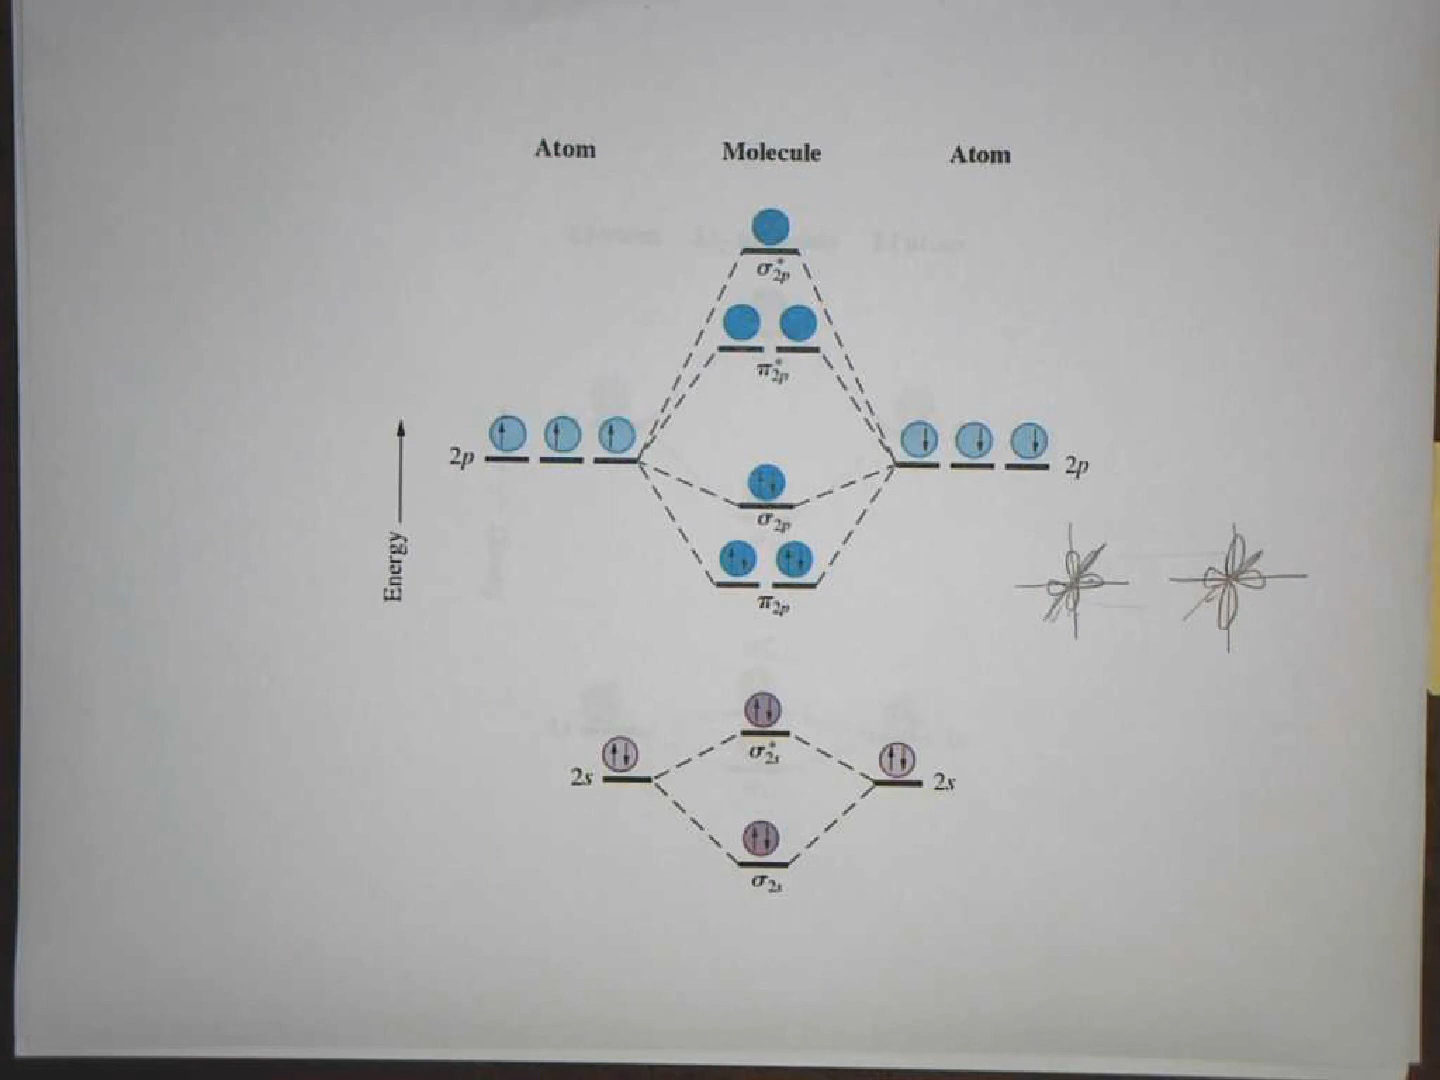 Atom Molecule Atom
σ*2p
π*2p
2p 2p
σ2p
Energy
π2p
σ*2s
2s 2s
σ2s